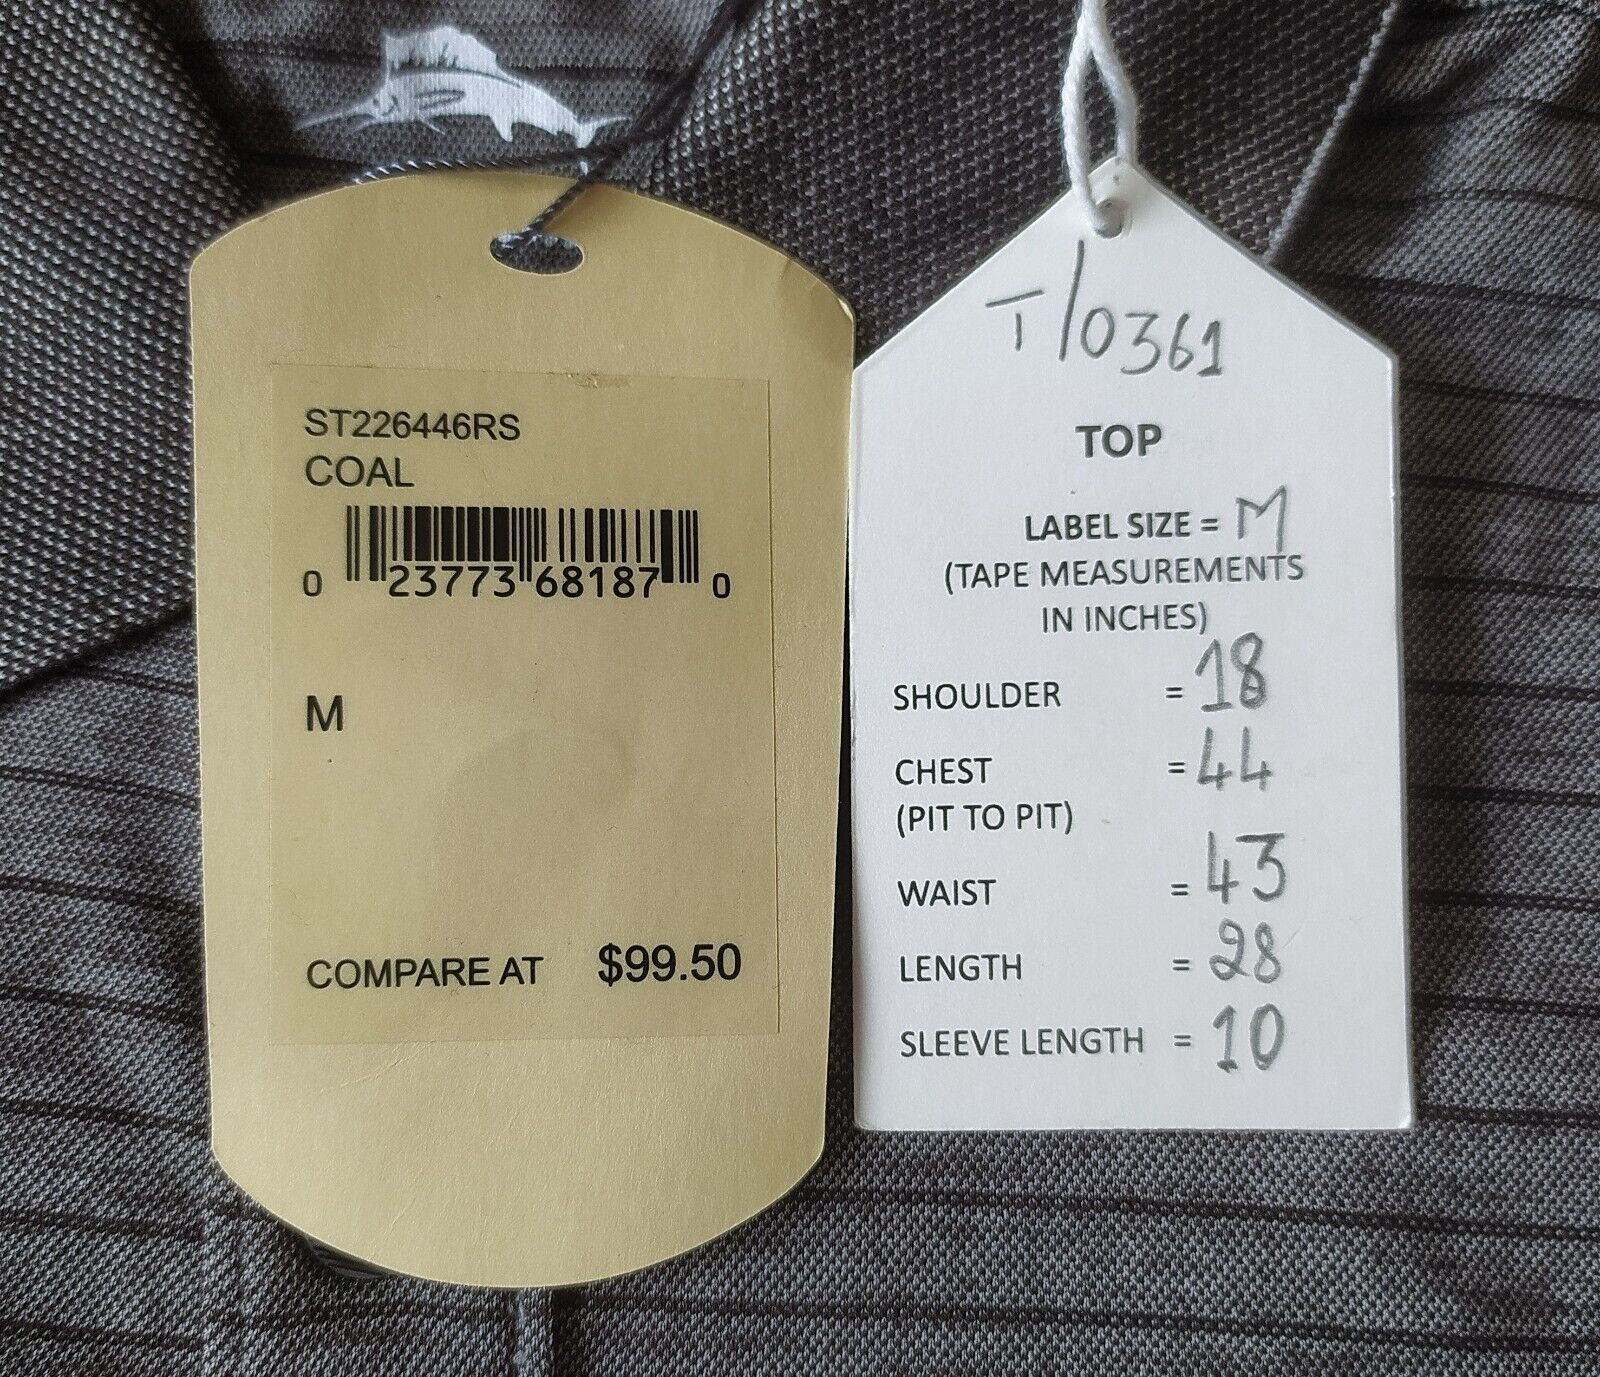 ST226446RS
COAL
0 23773 68187 0
M
COMPARE AT $99.50
T/0361
TOP
LABEL SIZE = M
(TAPE MEASUREMENTS
IN INCHES)
SHOULDER = 18
CHEST = 44
(PIT TO PIT)
WAIST = 43
LENGTH = 28
SLEEVE LENGTH = 10